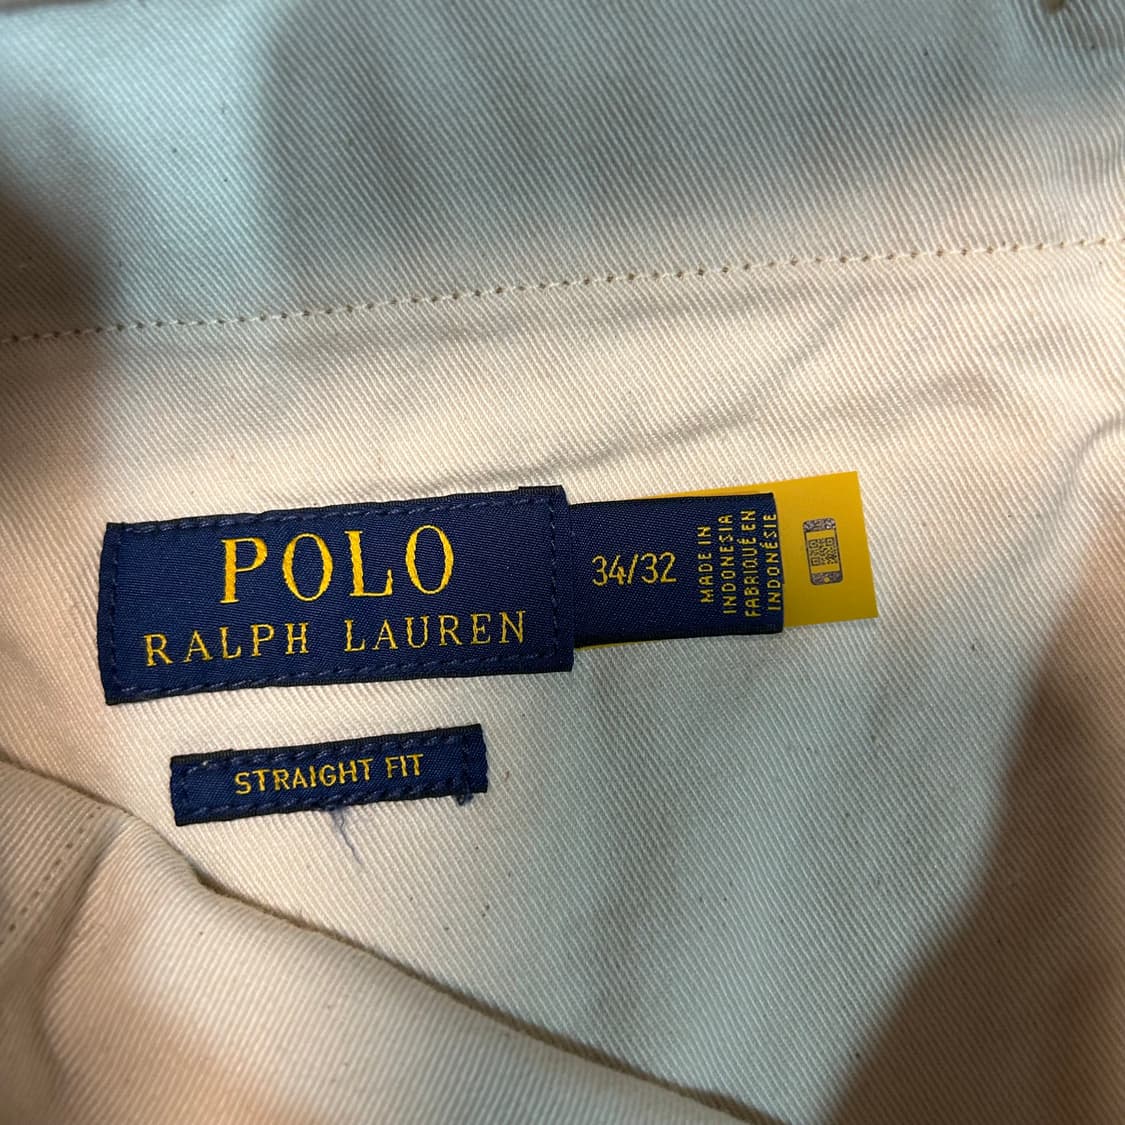 POLO
RALPH LAUREN
34/32
MADE IN
INDONESIA
FABRIQUÉ EN
INDONÉSIE
STRAIGHT FIT